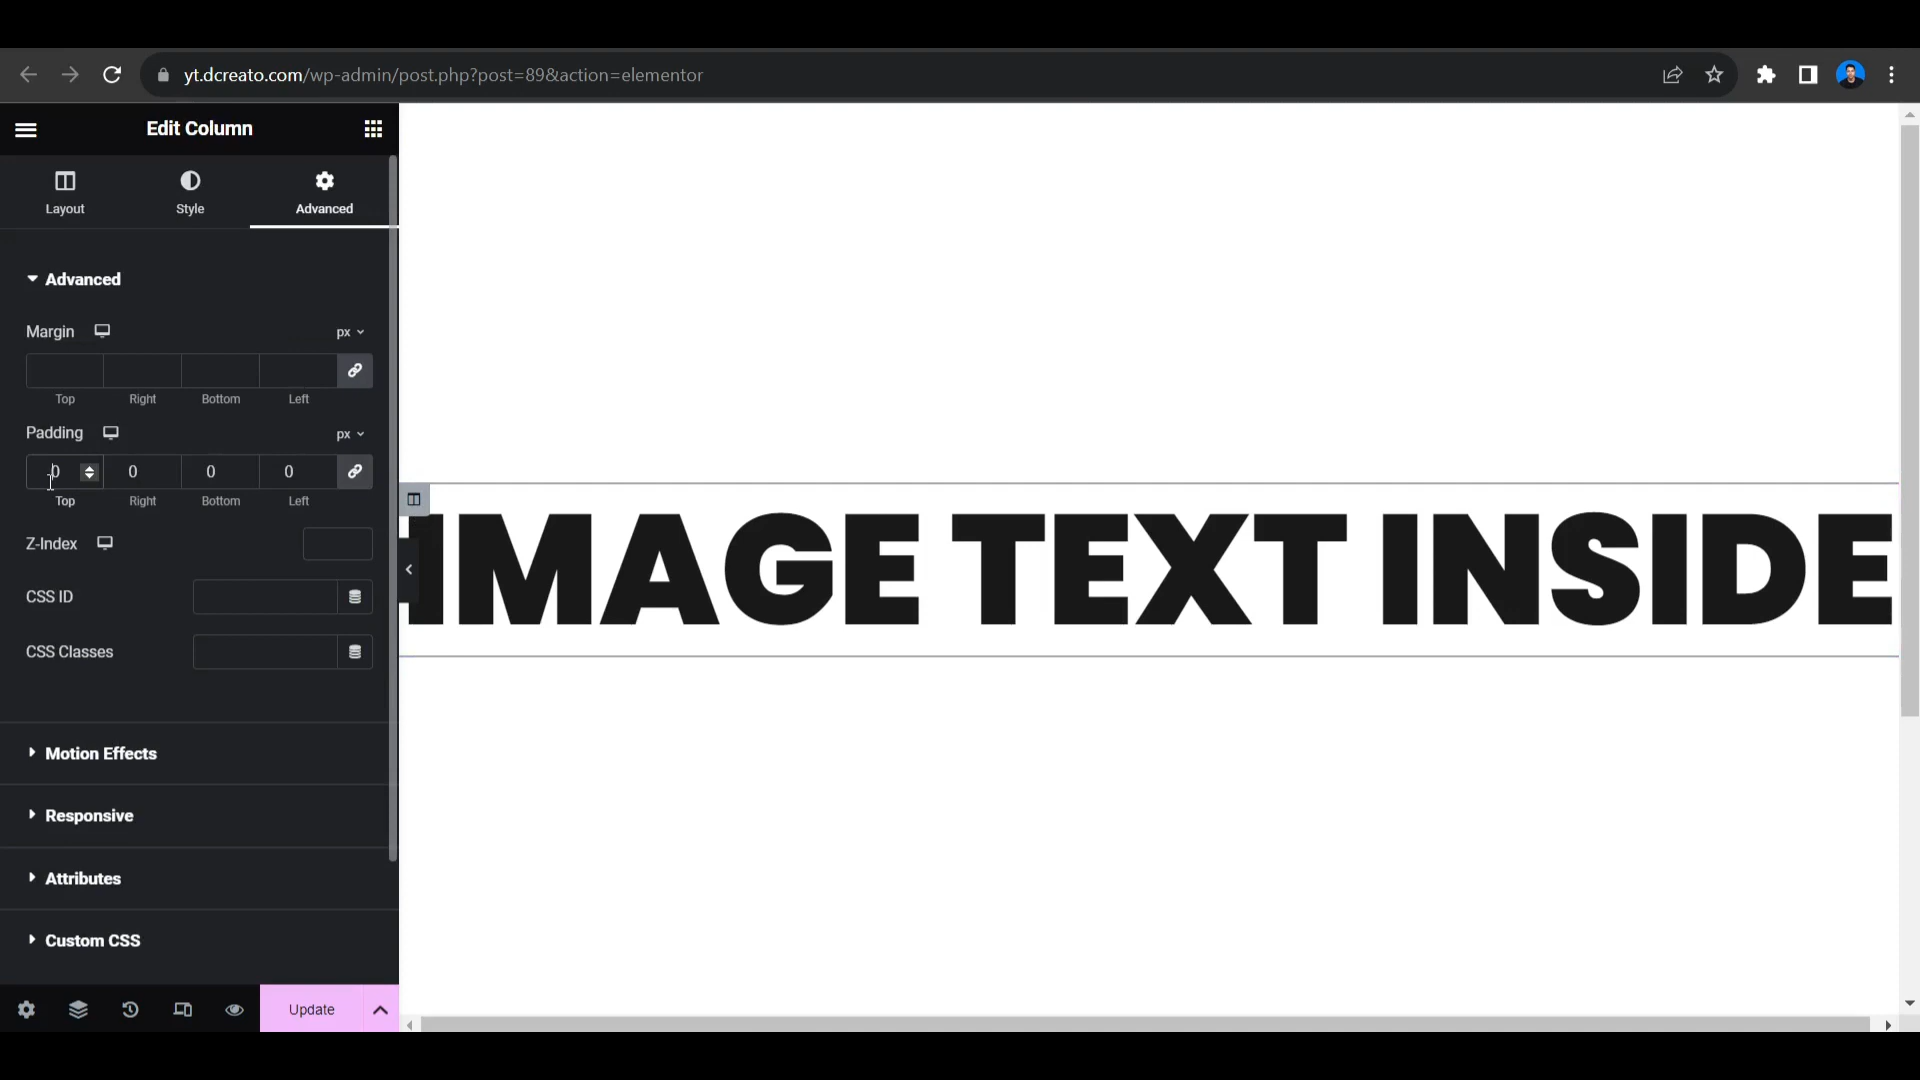 yt.dcreato.com/wp-admin/post.php?post=89&action=elementor
Edit Column
Layout
Style
Advanced
Advanced
Margin
px
Top
Right
Bottom
Left
Padding
px
0
0
0
0
Top
Right
Bottom
Left
Z-Index
CSS ID
CSS Classes
Motion Effects
Responsive
Attributes
Custom CSS
Update
IMAGE TEXT INSIDE